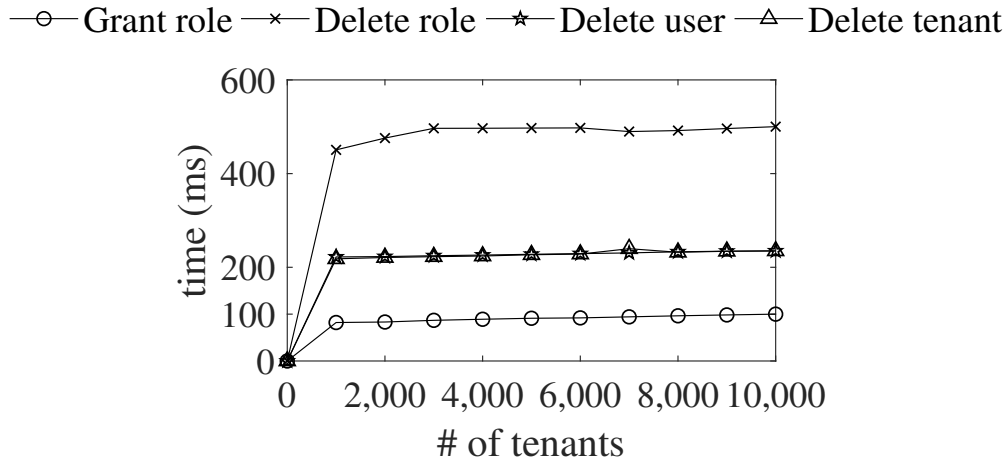 Grant role Delete role Delete user Delete tenant
600
400
200
100
0
time (ms)
0 2,000 4,000 6,000 8,000 10,000
# of tenants